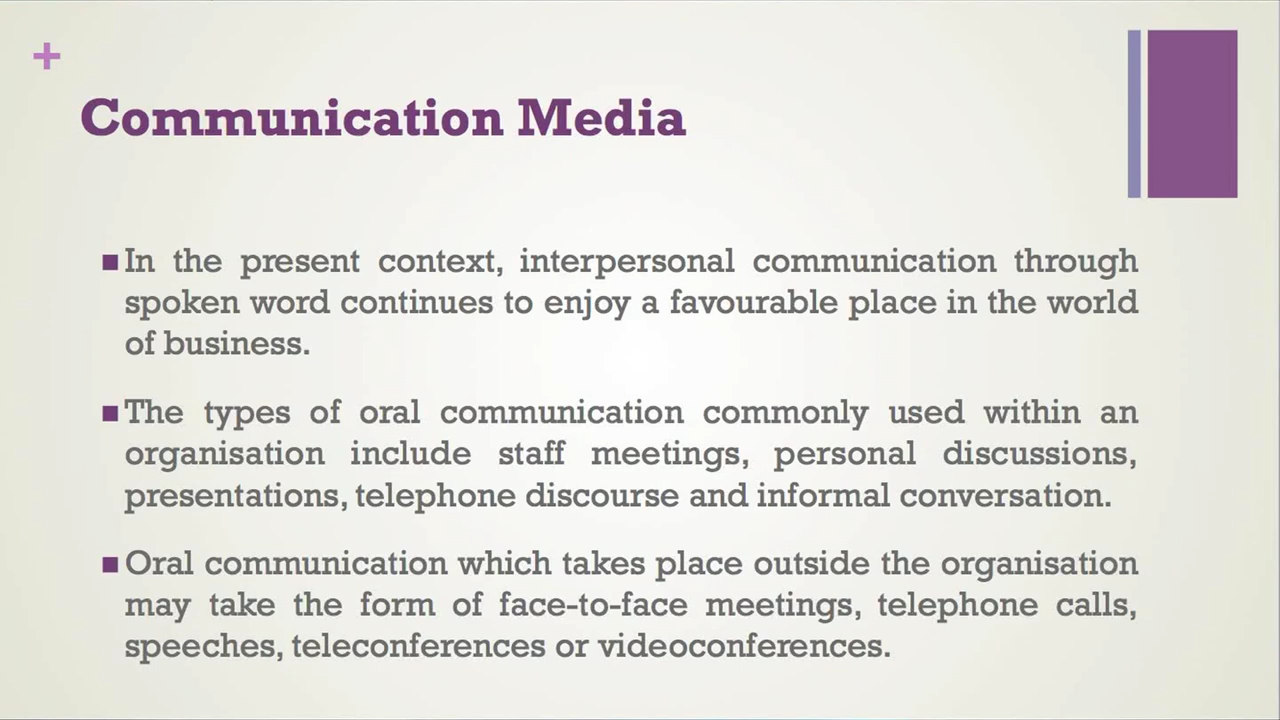 +
Communication Media
■ In the present context, interpersonal communication through
spoken word continues to enjoy a favourable place in the world
of business.
■ The types of oral communication commonly used within an
organisation include staff meetings, personal discussions,
presentations, telephone discourse and informal conversation.
■ Oral communication which takes place outside the organisation
may take the form of face-to-face meetings, telephone calls,
speeches, teleconferences or videoconferences.